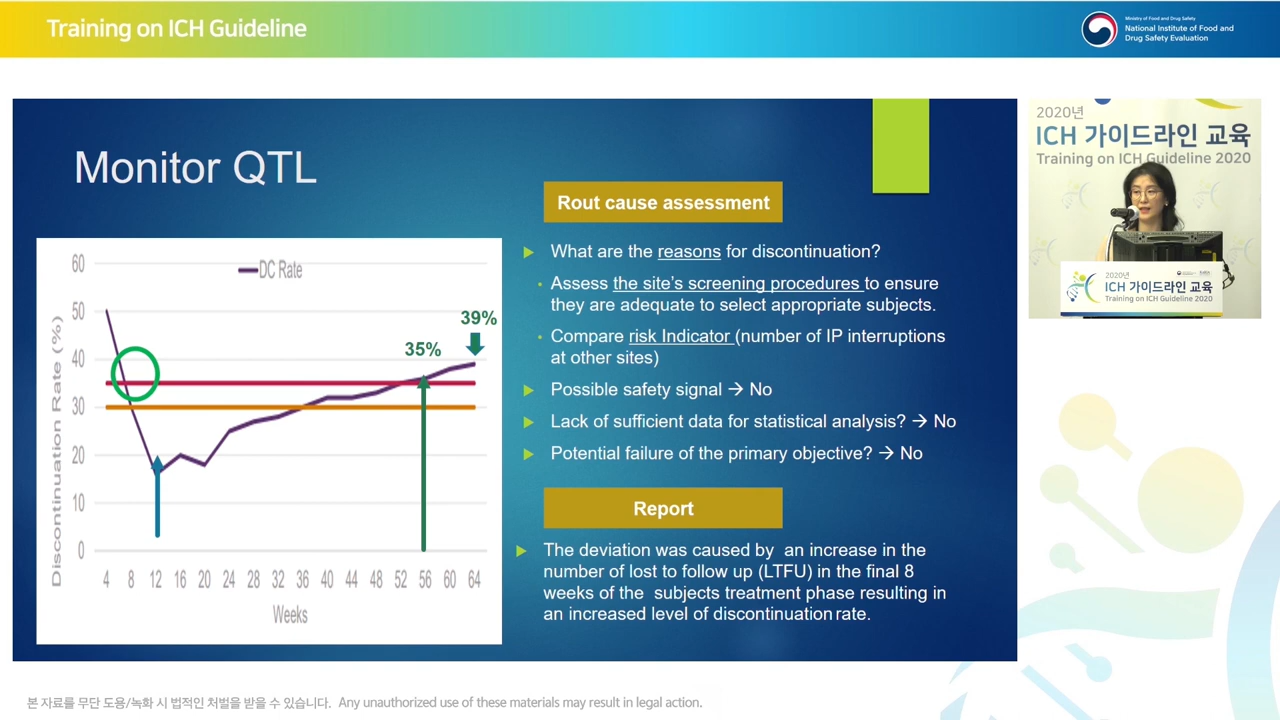 Training on ICH Guideline
Ministry of Food and Drug Safety
National Institute of Food and
Drug Safety Evaluation
Monitor QTL
60
50
40
30
20
10
0
Discontinuation Rate (%)
DC Rate
35%
39%
4 8 12 16 20 24 28 32 36 40 44 48 52 56 60 64
Weeks
Rout cause assessment
What are the reasons for discontinuation?
Assess the site's screening procedures to ensure
they are adequate to select appropriate subjects.
Compare risk Indicator (number of IP interruptions
at other sites)
Possible safety signal → No
Lack of sufficient data for statistical analysis? → No
Potential failure of the primary objective? → No
Report
The deviation was caused by an increase in the
number of lost to follow up (LTFU) in the final 8
weeks of the subjects treatment phase resulting in
an increased level of discontinuation rate.
2020년
ICH 가이드라인 교육
Training on ICH Guideline 2020
2020년
ICH 가이드라인 교육
Training on ICH Guideline 2020
본 자료를 무단 도용/녹화 시 법적인 처벌을 받을 수 있습니다. Any unauthorized use of these materials may result in legal action.